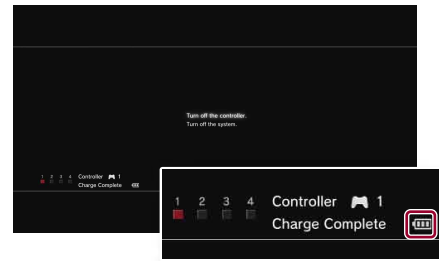 Turn off the controller.
Turn off the system.
1 2 3 4 Controller 1
Charge Complete
1 2 3 4 Controller 1
Charge Complete